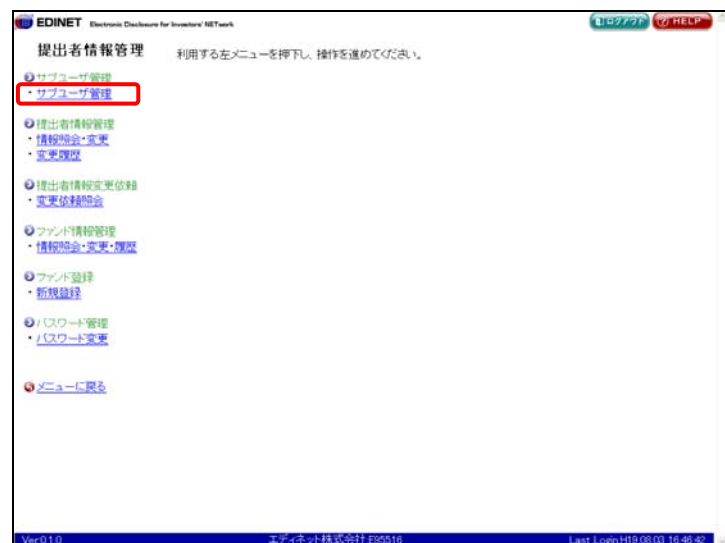 EDINET Electronic Disclosure for Investors' NETwork
ログアウト HELP
提出者情報管理
利用する左メニューを押下し、操作を進めてください。
サブユーザ管理
・サブユーザ管理
提出者情報管理
・情報照会・変更
・変更履歴
提出者情報変更依頼
・変更依頼照会
ファンド情報管理
・情報照会・変更・履歴
ファンド登録
・新規登録
パスワード管理
・パスワード変更
メニューに戻る
Ver.0.1.0 エディネット株式会社 E95516 Last Login:H19.08.03 16:46:42